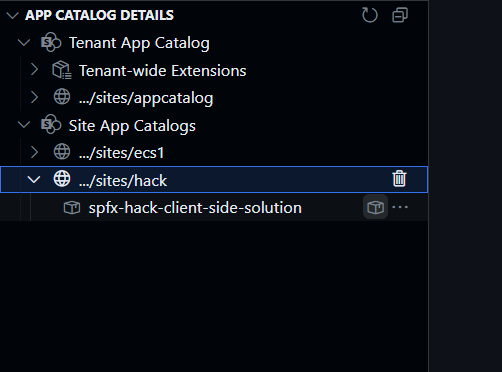 APP CATALOG DETAILS
Tenant App Catalog
Tenant-wide Extensions
.../sites/appcatalog
Site App Catalogs
.../sites/ecs1
.../sites/hack
spfx-hack-client-side-solution